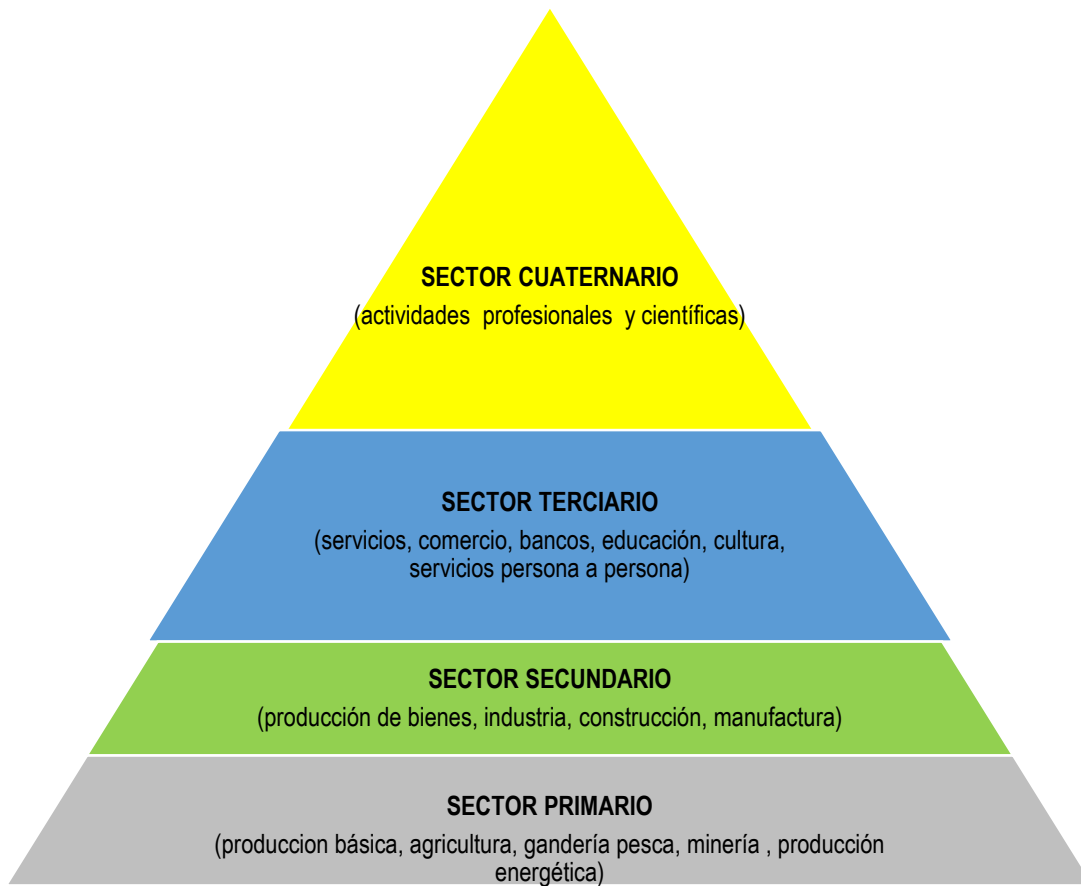 SECTOR CUATERNARIO
(actividades profesionales y científicas)
SECTOR TERCIARIO
(servicios, comercio, bancos, educación, cultura,
servicios persona a persona)
SECTOR SECUNDARIO
(producción de bienes, industria, construcción, manufactura)
SECTOR PRIMARIO
(produccion básica, agricultura, gandería pesca, minería , producción
energética)